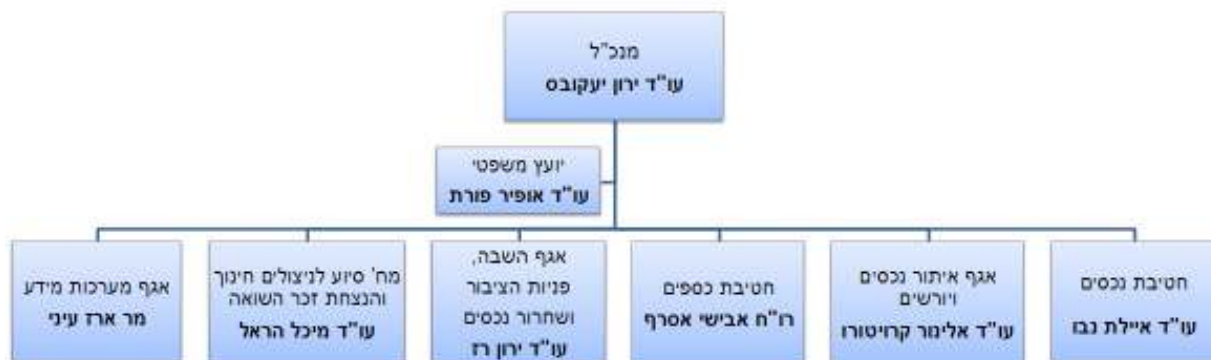 מנכ"ל
עו"ד ירון יעקובס
יועץ משפטי
עו"ד אופיר פורת
חטיבת נכסים
עו"ד איילת נבו
אגף איתור נכסים
ויורשים
עו"ד אלינור קרויטורו
חטיבת כספים
רו"ח אבישי אסרף
אגף השבה,
פניות הציבור
ושחרור נכסים
עו"ד ירון רז
מח' סיוע לניצולים חינוך
והנצחת זכר השואה
עו"ד מיכל הראל
אגף מערכות מידע
מר ארז עיני